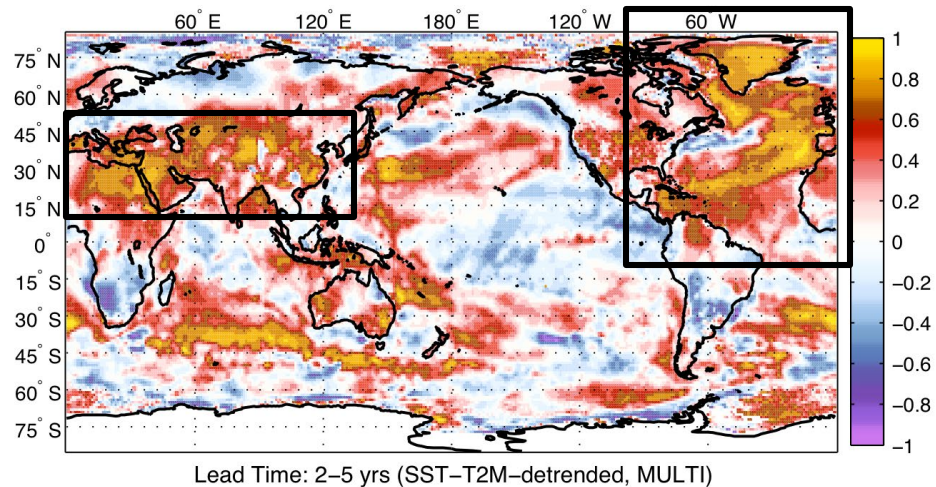 60° E 120° E 180° E 120° W 60° W
75° N
60° N
45° N
30° N
15° N
0°
15° S
30° S
45° S
60° S
75° S
1
0.8
0.6
0.4
0.2
0
−0.2
−0.4
−0.6
−0.8
−1
Lead Time: 2−5 yrs (SST−T2M−detrended, MULTI)